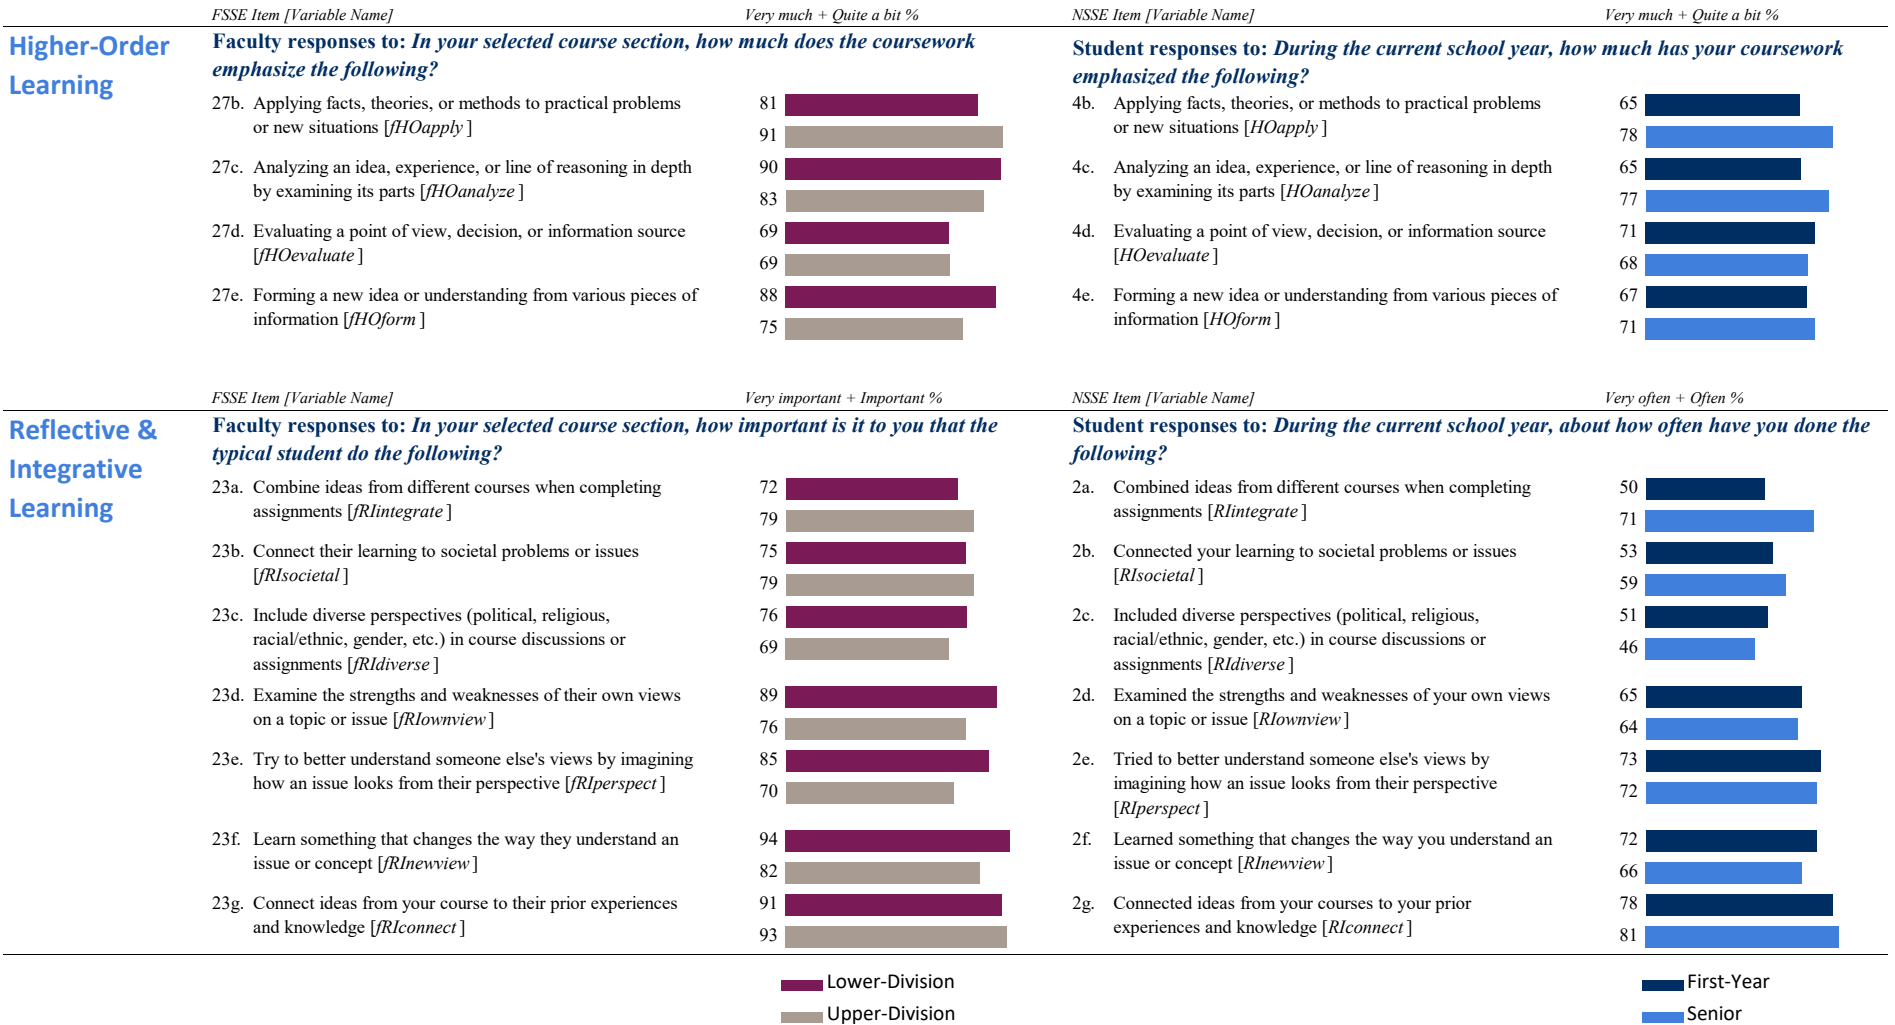 FSSE Item [Variable Name]
Very much + Quite a bit %
NSSE Item [Variable Name]
Very much + Quite a bit %
Higher-Order
Learning
Faculty responses to: In your selected course section, how much does the coursework
emphasize the following?
Student responses to: During the current school year, how much has your coursework
emphasized the following?
27b. Applying facts, theories, or methods to practical problems
or new situations [fHOapply ]
81
91
4b. Applying facts, theories, or methods to practical problems
or new situations [HOapply ]
65
78
27c. Analyzing an idea, experience, or line of reasoning in depth
by examining its parts [fHOanalyze ]
90
83
4c. Analyzing an idea, experience, or line of reasoning in depth
by examining its parts [HOanalyze ]
65
77
27d. Evaluating a point of view, decision, or information source
[fHOevaluate ]
69
69
4d. Evaluating a point of view, decision, or information source
[HOevaluate ]
71
68
27e. Forming a new idea or understanding from various pieces of
information [fHOform ]
88
75
4e. Forming a new idea or understanding from various pieces of
information [HOform ]
67
71
FSSE Item [Variable Name]
Very important + Important %
NSSE Item [Variable Name]
Very often + Often %
Reflective &
Integrative
Learning
Faculty responses to: In your selected course section, how important is it to you that the
typical student do the following?
Student responses to: During the current school year, about how often have you done the
following?
23a. Combine ideas from different courses when completing
assignments [fRIintegrate ]
72
79
2a. Combined ideas from different courses when completing
assignments [RIintegrate ]
50
71
23b. Connect their learning to societal problems or issues
[fRIsocietal ]
75
79
2b. Connected your learning to societal problems or issues
[RIsocietal ]
53
59
23c. Include diverse perspectives (political, religious,
racial/ethnic, gender, etc.) in course discussions or
assignments [fRIdiverse ]
76
69
2c. Included diverse perspectives (political, religious,
racial/ethnic, gender, etc.) in course discussions or
assignments [RIdiverse ]
51
46
23d. Examine the strengths and weaknesses of their own views
on a topic or issue [fRIownview ]
89
76
2d. Examined the strengths and weaknesses of your own views
on a topic or issue [RIownview ]
65
64
23e. Try to better understand someone else's views by imagining
how an issue looks from their perspective [fRIperspect ]
85
70
2e. Tried to better understand someone else's views by
imagining how an issue looks from their perspective
[RIperspect ]
73
72
23f. Learn something that changes the way they understand an
issue or concept [fRInewview ]
94
82
2f. Learned something that changes the way you understand an
issue or concept [RInewview ]
72
66
23g. Connect ideas from your course to their prior experiences
and knowledge [fRIconnect ]
91
93
2g. Connected ideas from your courses to your prior
experiences and knowledge [RIconnect ]
78
81
Lower-Division
Upper-Division
First-Year
Senior